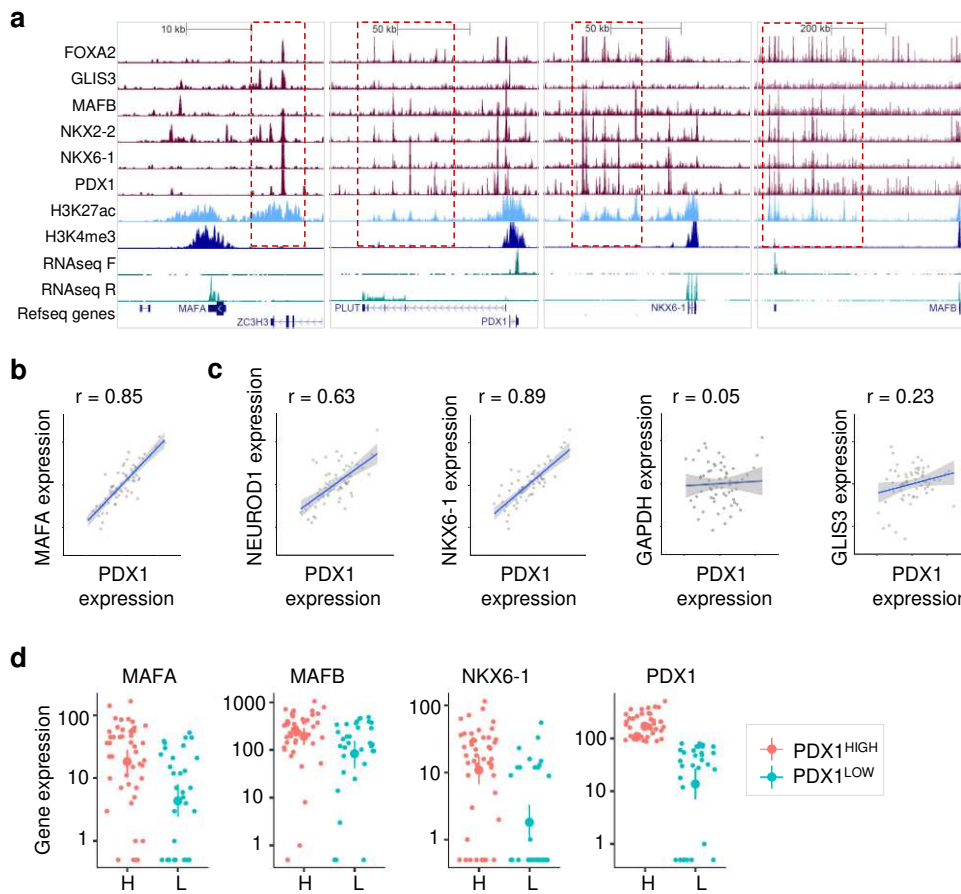 a
10 kb
50 kb
50 kb
200 kb
FOXA2
GLIS3
MAFB
NKX2-2
NKX6-1
PDX1
H3K27ac
H3K4me3
RNAseq F
RNAseq R
Refseq genes
MAFA
ZC3H3
PLUT
PDX1
NKX6-1
MAFB
b
c
r = 0.85
r = 0.63
r = 0.89
r = 0.05
r = 0.23
MAFA expression
NEUROD1 expression
NKX6-1 expression
GAPDH expression
GLIS3 expression
PDX1
expression
PDX1
expression
PDX1
expression
PDX1
expression
PDX1
expression
d
MAFA
MAFB
NKX6-1
PDX1
Gene expression
100
10
1
1000
100
10
1
100
10
1
100
10
1
H L
H L
H L
H L
PDX1HIGH
PDX1LOW